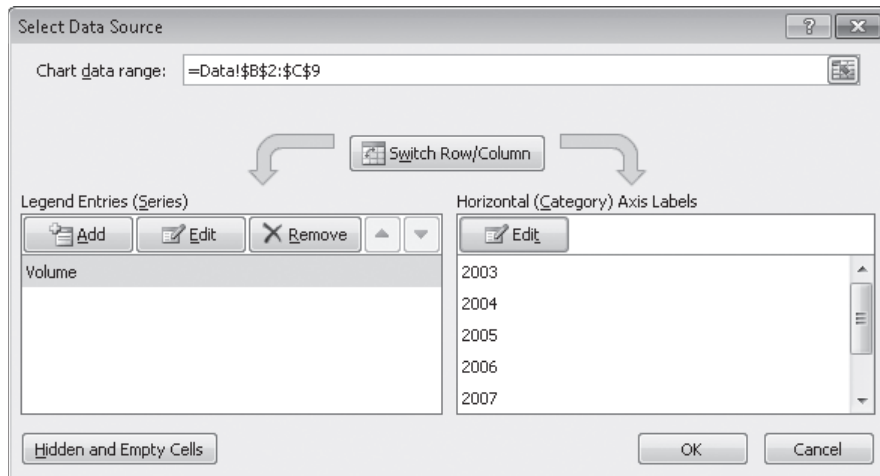 Select Data Source
Chart data range: =Data!$B$2:$C$9
Switch Row/Column
Legend Entries (Series)
Add Edit Remove
Volume
Horizontal (Category) Axis Labels
Edit
2003
2004
2005
2006
2007
Hidden and Empty Cells
OK Cancel